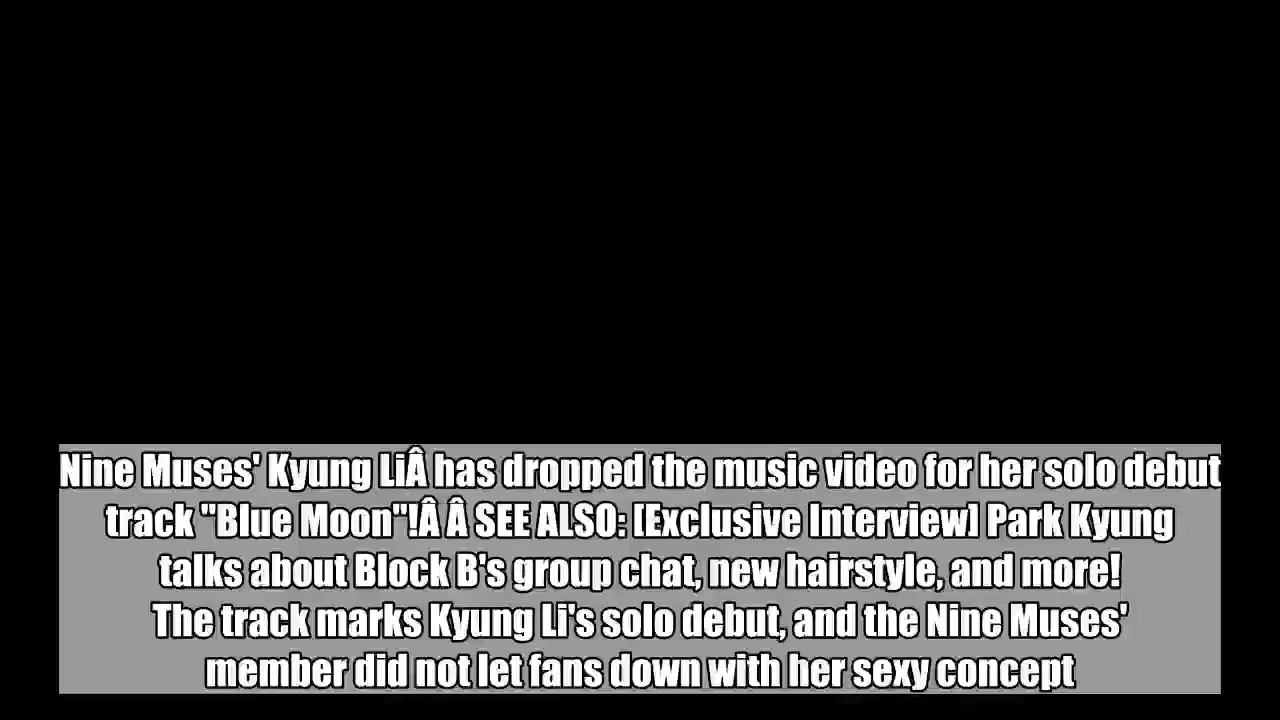 Nine Muses' Kyung LiÂ has dropped the music video for her solo debut
track "Blue Moon"!Â Â SEE ALSO: [Exclusive Interview] Park Kyung
talks about Block B's group chat, new hairstyle, and more!
The track marks Kyung Li's solo debut, and the Nine Muses'
member did not let fans down with her sexy concept